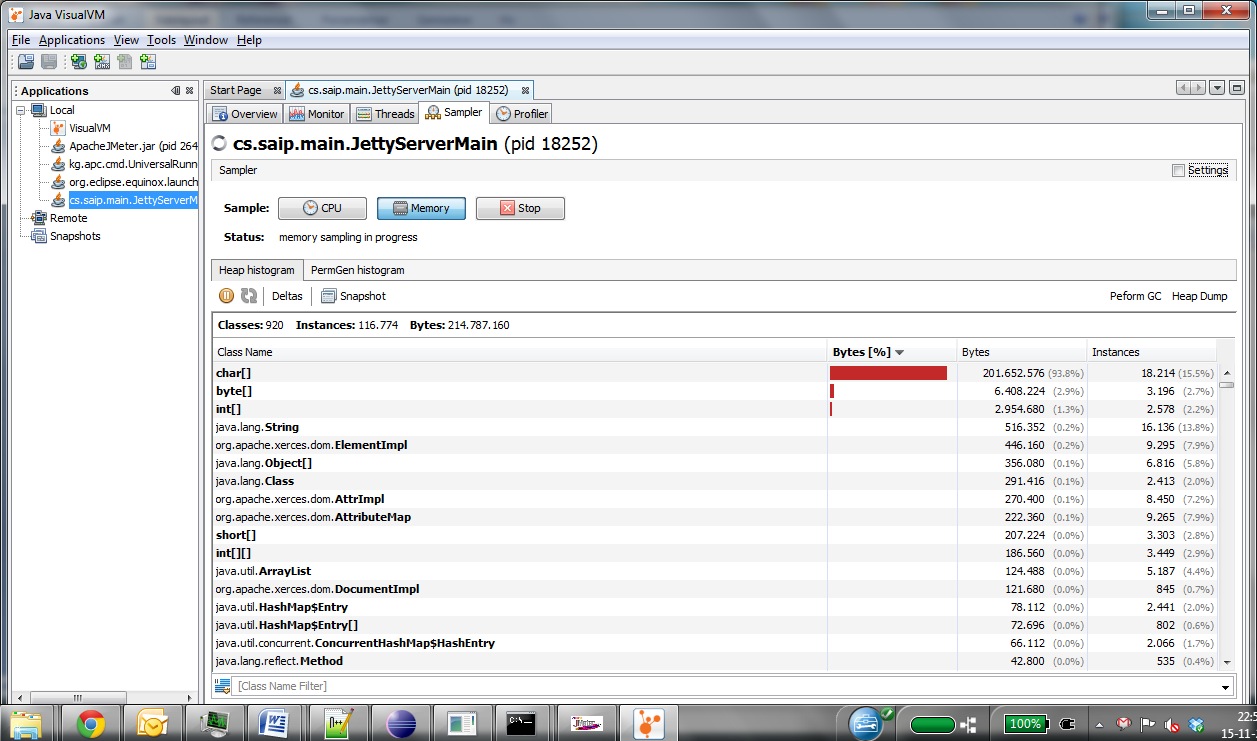 Java VisualVM
File Applications View Tools Window Help
Applications
Local
VisualVM
ApacheJMeter.jar (pid 264
kg.apc.cmd.UniversalRunn
org.eclipse.equinox.launch
cs.saip.main.JettyServerM
Remote
Snapshots
Start Page cs.saip.main.JettyServerMain (pid 18252)
Overview Monitor Threads Sampler Profiler
cs.saip.main.JettyServerMain (pid 18252)
Sampler Settings
Sample: CPU Memory Stop
Status: memory sampling in progress
Heap histogram PermGen histogram
Deltas Snapshot Peform GC Heap Dump
Classes: 920 Instances: 116.774 Bytes: 214.787.160
Class Name Bytes [%] Bytes Instances
char[] 201.652.576 (93.8%) 18.214 (15.5%)
byte[] 6.408.224 (2.9%) 3.196 (2.7%)
int[] 2.954.680 (1.3%) 2.578 (2.2%)
java.lang.String 516.352 (0.2%) 16.136 (13.8%)
org.apache.xerces.dom.ElementImpl 446.160 (0.2%) 9.295 (7.9%)
java.lang.Object[] 356.080 (0.1%) 6.816 (5.8%)
java.lang.Class 291.416 (0.1%) 2.413 (2.0%)
org.apache.xerces.dom.AttrImpl 270.400 (0.1%) 8.450 (7.2%)
org.apache.xerces.dom.AttributeMap 222.360 (0.1%) 9.265 (7.9%)
short[] 207.224 (0.0%) 3.303 (2.8%)
int[][] 186.560 (0.0%) 3.449 (2.9%)
java.util.ArrayList 124.488 (0.0%) 5.187 (4.4%)
org.apache.xerces.dom.DocumentImpl 121.680 (0.0%) 845 (0.7%)
java.util.HashMap$Entry 78.112 (0.0%) 2.441 (2.0%)
java.util.HashMap$Entry[] 72.696 (0.0%) 802 (0.6%)
java.util.concurrent.ConcurrentHashMap$HashEntry 66.112 (0.0%) 2.066 (1.7%)
java.lang.reflect.Method 42.800 (0.0%) 535 (0.4%)
[Class Name Filter]
100%
22:5
15-11-